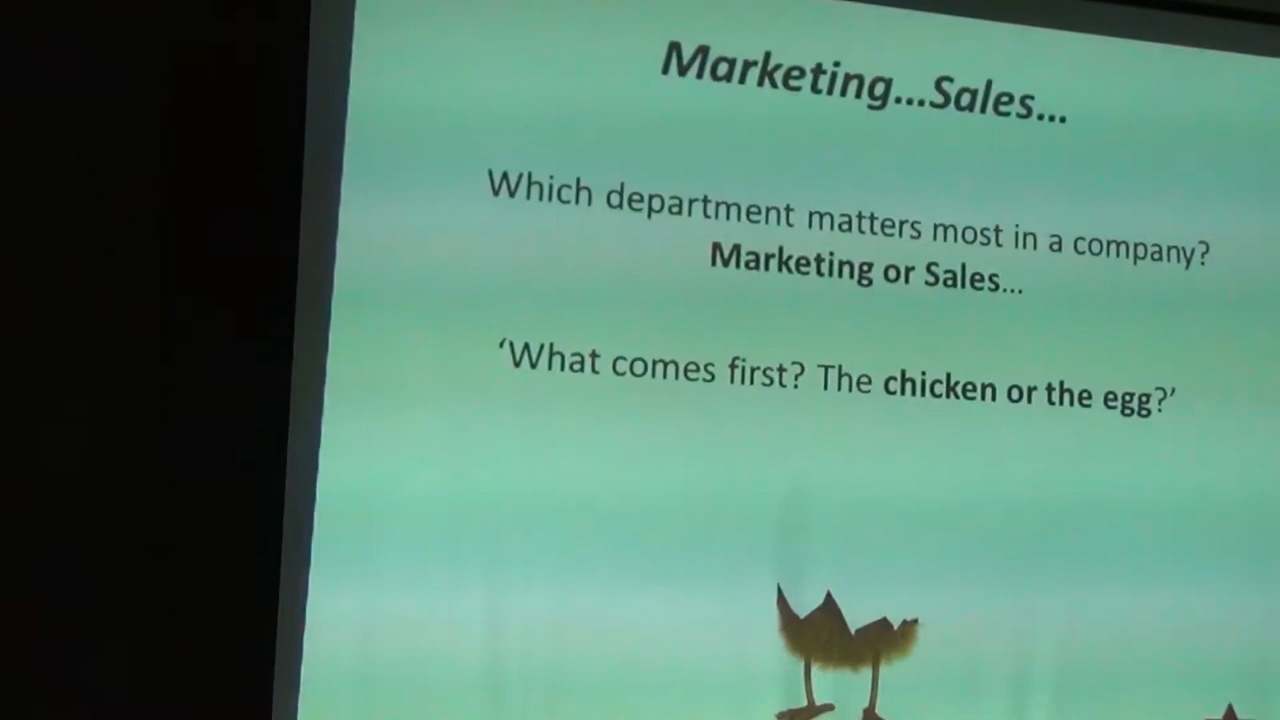 Marketing...Sales...
Which department matters most in a company?
Marketing or Sales...
‘What comes first? The chicken or the egg?’